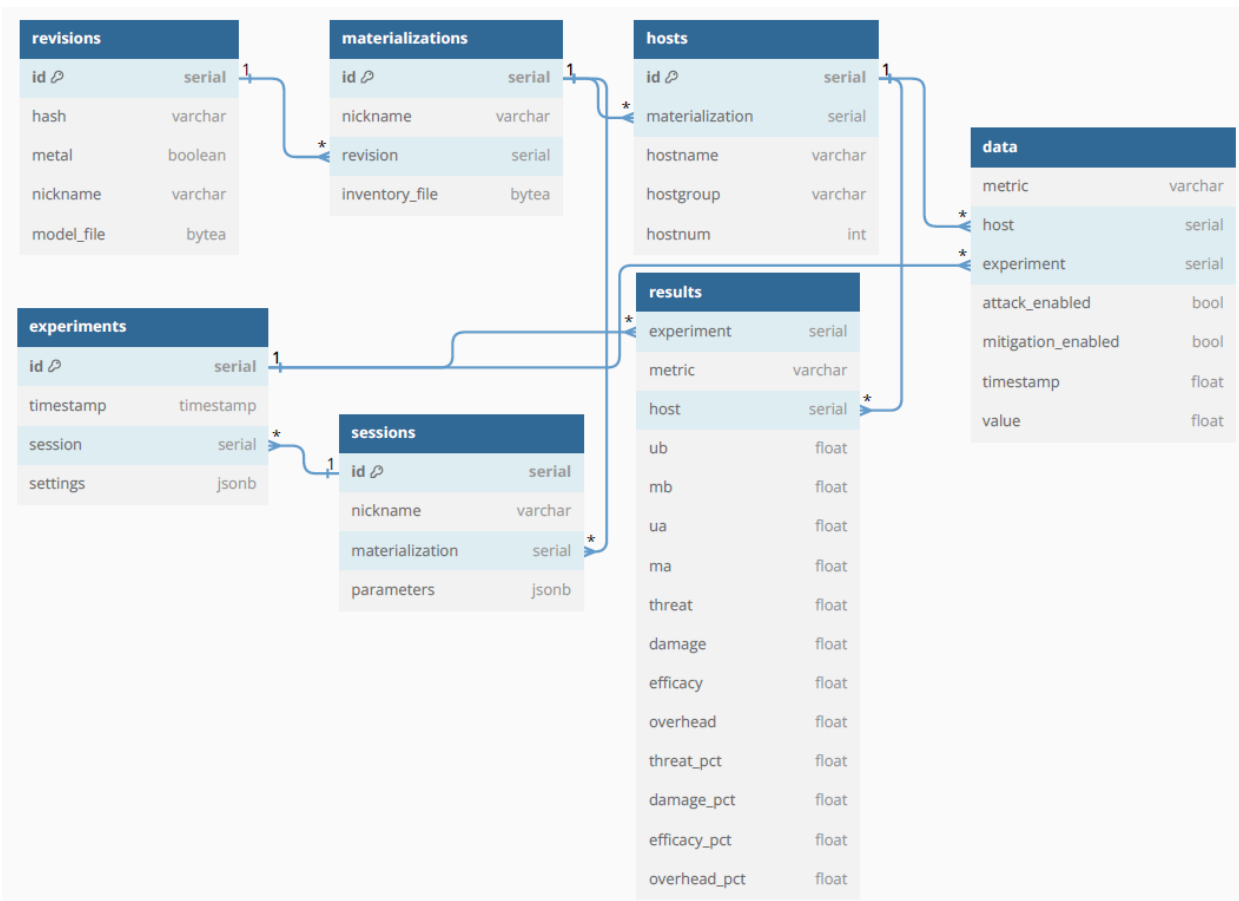 revisions
id serial
hash varchar
metal boolean
nickname varchar
model_file bytea
1
*
materializations
id serial
nickname varchar
revision serial
inventory_file bytea
1
*
hosts
id serial
materialization serial
hostname varchar
hostgroup varchar
hostnum int
1
*
*
data
metric varchar
host serial
experiment serial
attack_enabled bool
mitigation_enabled bool
timestamp float
value float
experiments
id serial
timestamp timestamp
session serial
settings jsonb
1
*
1
sessions
id serial
nickname varchar
materialization serial
parameters jsonb
*
*
results
experiment serial
metric varchar
host serial
ub float
mb float
ua float
ma float
threat float
damage float
efficacy float
overhead float
threat_pct float
damage_pct float
efficacy_pct float
overhead_pct float
*